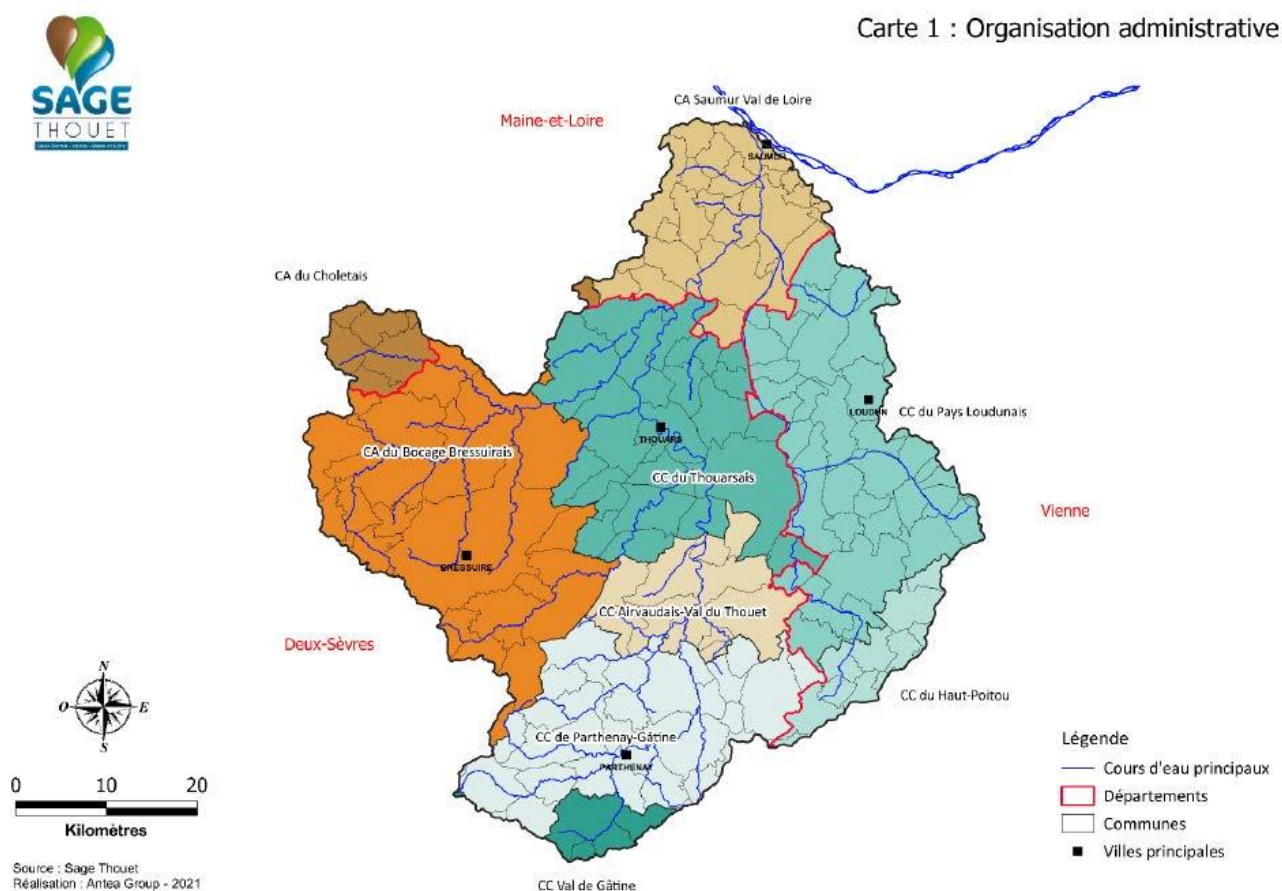 Carte 1 : Organisation administrative
SAGE
THOUET
CA Saumur Val de Loire
Maine-et-Loire
SAUMUR
CA du Choletais
LOUDUN
CC du Pays Loudunais
THOUARS
CA du Bocage Bressuirais
CC du Thouarsais
Vienne
BRESSUIRE
CC Airvaudais-Val du Thouet
Deux-Sèvres
N
O
E
S
CC du Haut-Poitou
CC de Parthenay-Gâtine
PARTHENAY
Légende
Cours d'eau principaux
Départements
Communes
Villes principales
0 10 20
Kilomètres
Source : Sage Thouet
Réalisation : Antea Group - 2021
CC Val de Gâtine